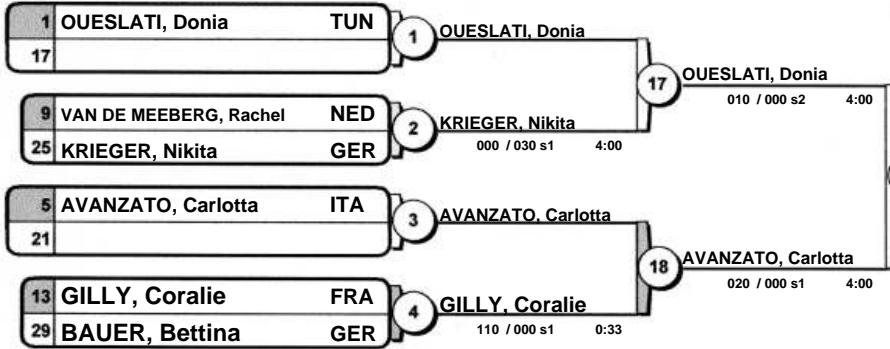 1 OUESLATI, Donia TUN
17
1 OUESLATI, Donia
9 VAN DE MEEBERG, Rachel NED
25 KRIEGER, Nikita GER
2 KRIEGER, Nikita
000 / 030 s1 4:00
17 OUESLATI, Donia
010 / 000 s2 4:00
5 AVANZATO, Carlotta ITA
21
3 AVANZATO, Carlotta
13 GILLY, Coralie FRA
29 BAUER, Bettina GER
4 GILLY, Coralie
110 / 000 s1 0:33
18 AVANZATO, Carlotta
020 / 000 s1 4:00